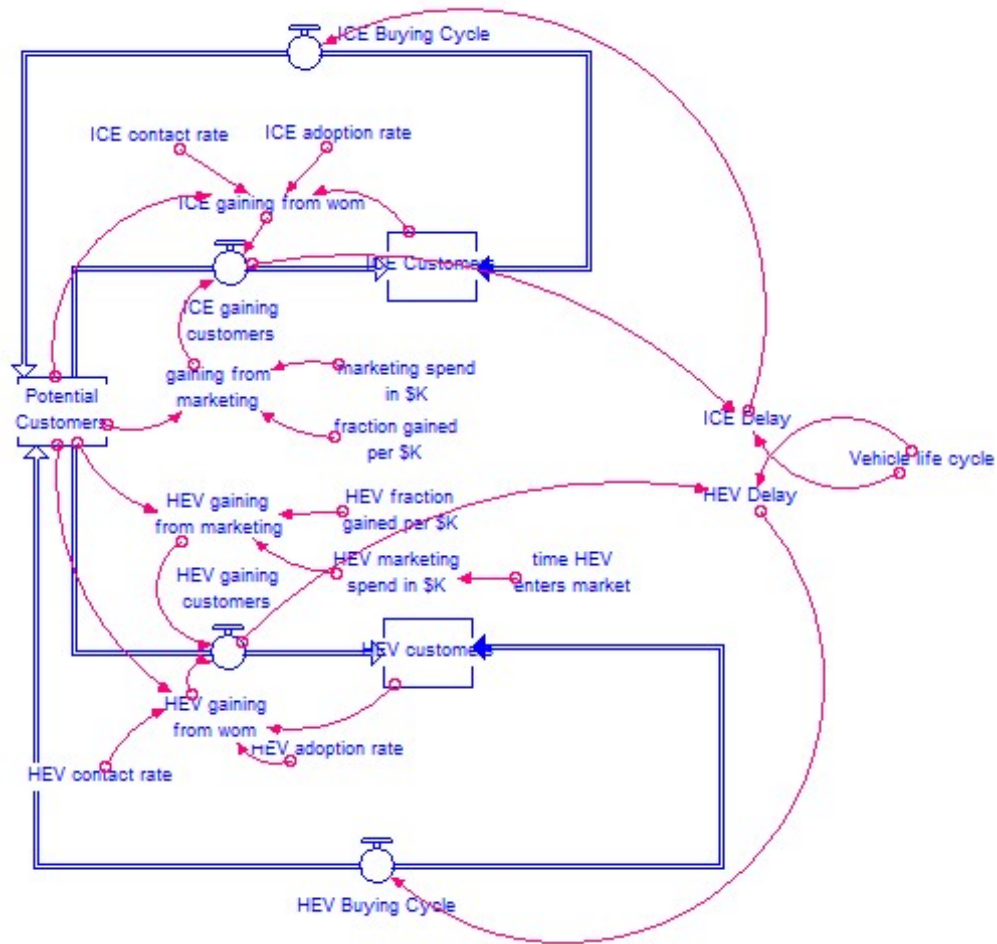 ICE Buying Cycle
ICE contact rate
ICE adoption rate
ICE gaining from wom
ICE Customers
ICE gaining
customers
gaining from
marketing
marketing spend
in $K
fraction gained
per $K
Potential
Customers
ICE Delay
Vehicle life cycle
HEV Delay
HEV gaining
from marketing
HEV fraction
gained per $K
HEV marketing
spend in $K
time HEV
enters market
HEV gaining
customers
HEV customers
HEV gaining
from wom
HEV adoption rate
HEV contact rate
HEV Buying Cycle